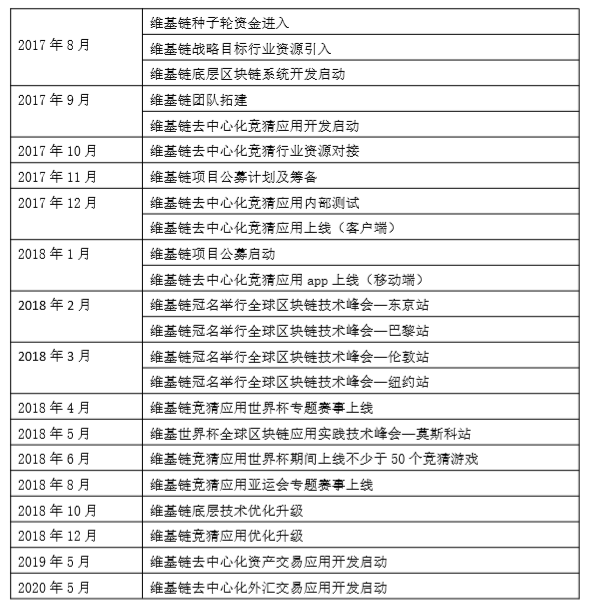 2017 年 8 月
维基链种子轮资金进入
维基链战略目标行业资源引入
维基链底层区块链系统开发启动
2017 年 9 月
维基链团队拓建
维基链去中心化竞猜应用开发启动
2017 年 10 月
维基链去中心化竞猜行业资源对接
2017 年 11 月
维基链项目公募计划及筹备
2017 年 12 月
维基链去中心化竞猜应用内部测试
维基链去中心化竞猜应用上线（客户端）
2018 年 1 月
维基链项目公募启动
维基链去中心化竞猜应用 app 上线（移动端）
2018 年 2 月
维基链冠名举行全球区块链技术峰会—东京站
维基链冠名举行全球区块链技术峰会—巴黎站
2018 年 3 月
维基链冠名举行全球区块链技术峰会—伦敦站
维基链冠名举行全球区块链技术峰会—纽约站
2018 年 4 月
维基链竞猜应用世界杯专题赛事上线
2018 年 5 月
维基世界杯全球区块链应用实践技术峰会—莫斯科站
2018 年 6 月
维基链竞猜应用世界杯期间上线不少于 50 个竞猜游戏
2018 年 8 月
维基链竞猜应用亚运会专题赛事上线
2018 年 10 月
维基链底层技术优化升级
2018 年 12 月
维基链竞猜应用优化升级
2019 年 5 月
维基链去中心化资产交易应用开发启动
2020 年 5 月
维基链去中心化外汇交易应用开发启动